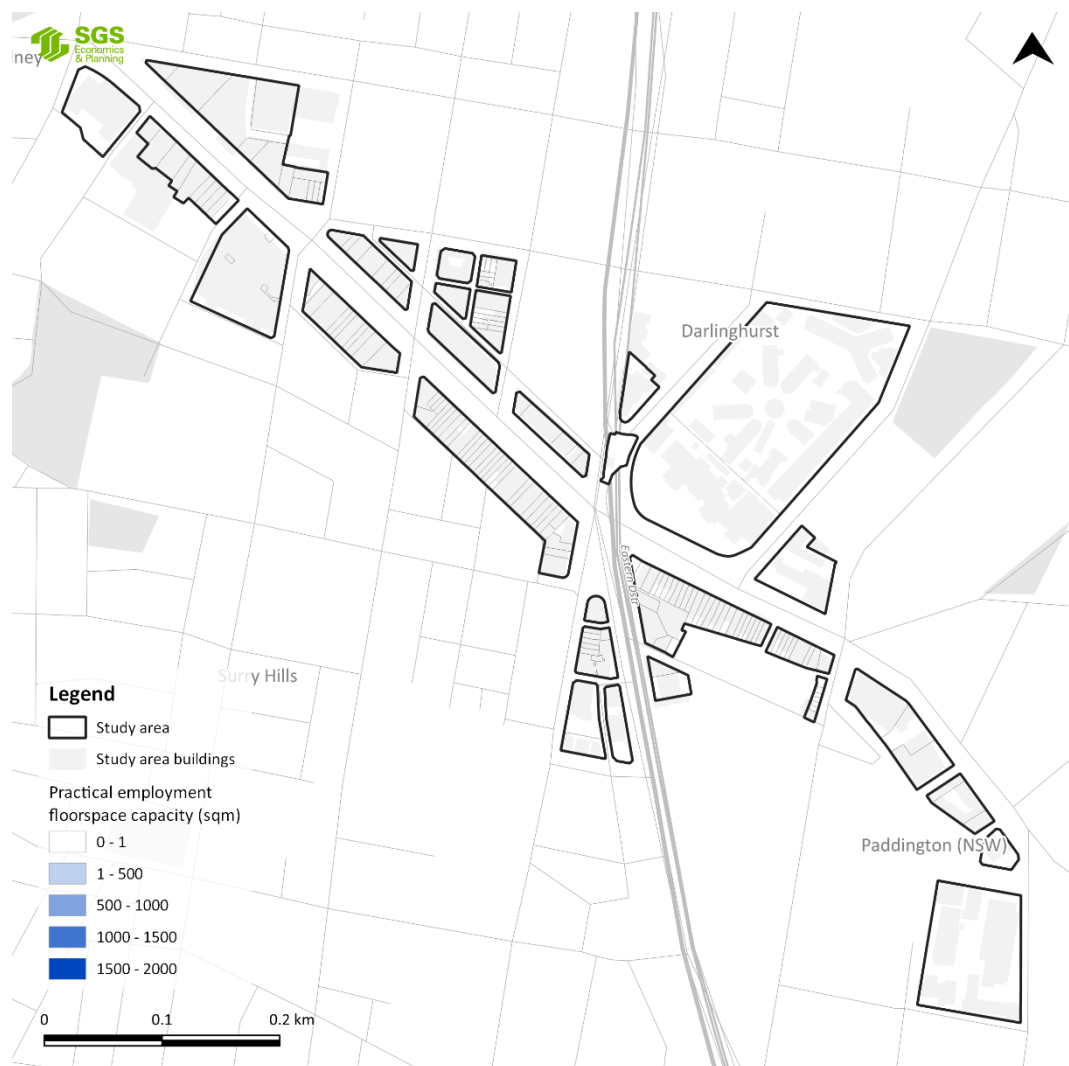 SGS
Economics
& Planning
ney
Darlinghurst
Eastern Dstr
Surry Hills
Legend
Study area
Study area buildings
Practical employment
floorspace capacity (sqm)
0 - 1
1 - 500
500 - 1000
1000 - 1500
1500 - 2000
Paddington (NSW)
0
0.1
0.2 km